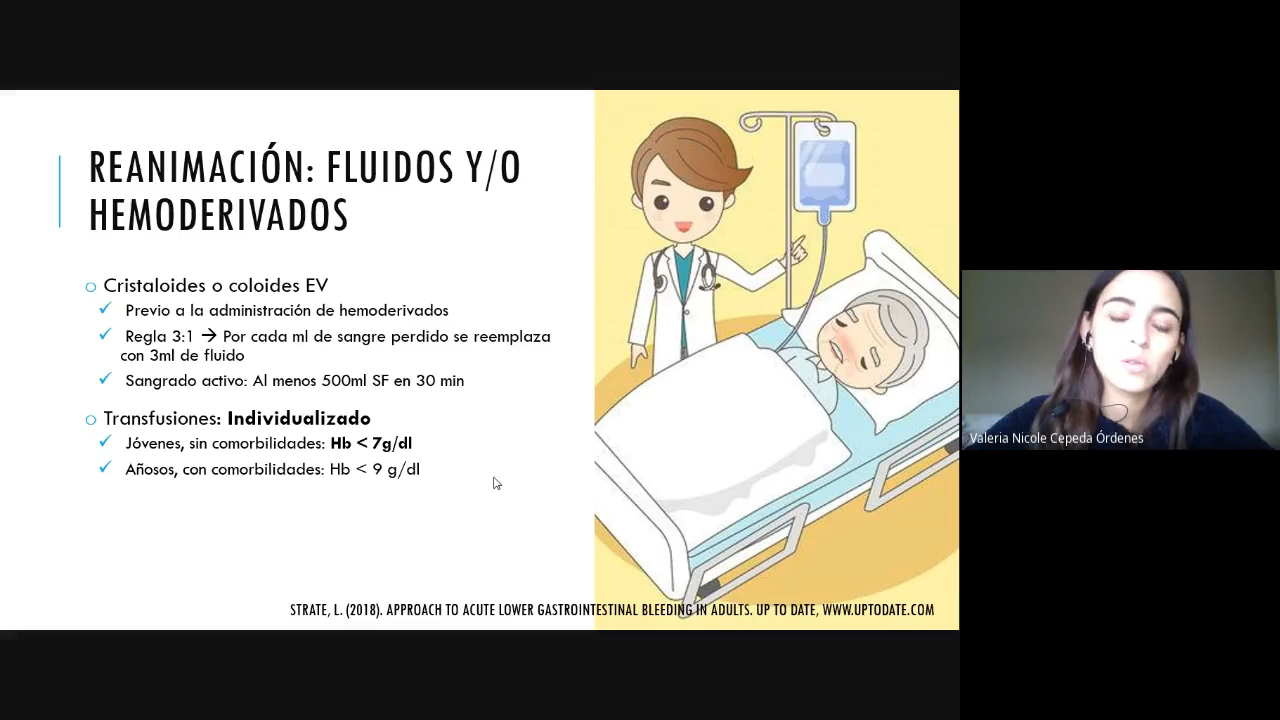 REANIMACIÓN: FLUIDOS Y/O
HEMODERIVADOS
Cristaloides o coloides EV
Previo a la administración de hemoderivados
Regla 3:1 → Por cada ml de sangre perdido se reemplaza
con 3ml de fluido
Sangrado activo: Al menos 500ml SF en 30 min
Transfusiones: Individualizado
Jóvenes, sin comorbilidades: Hb < 7g/dl
Añosos, con comorbilidades: Hb < 9 g/dl
STRATE, L. (2018). APPROACH TO ACUTE LOWER GASTROINTESTINAL BLEEDING IN ADULTS. UP TO DATE, WWW.UPTODATE.COM
Valeria Nicole Cepeda Órdenes